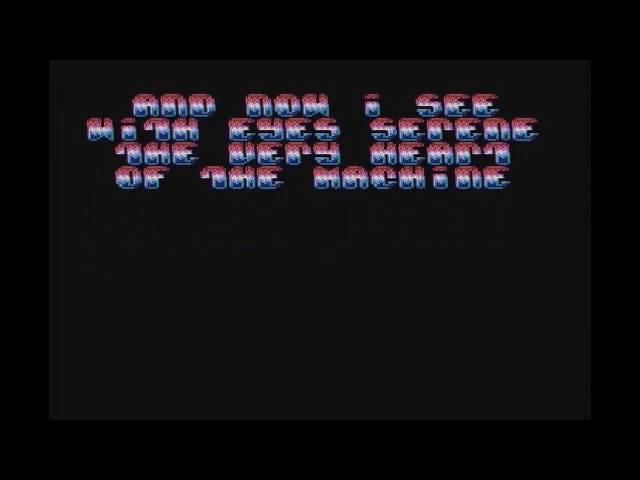 AND NOW i SEE
WiTH EYES SERENE
THE VERY HEART
OF THE MACHiNE